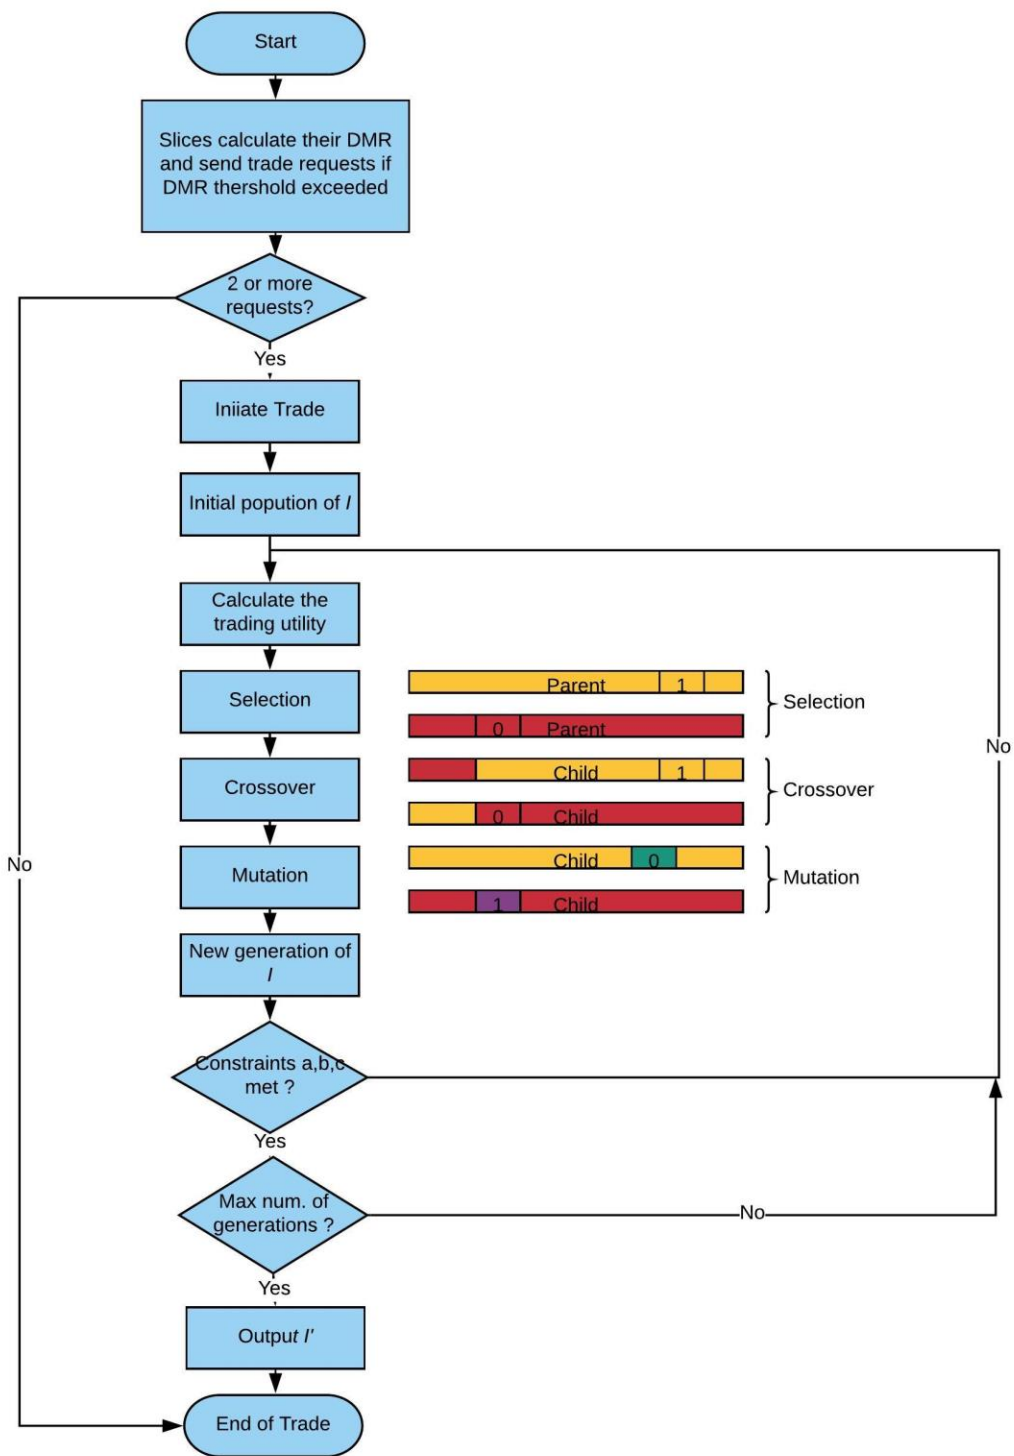 Start
Slices calculate their DMR
and send trade requests if
DMR thershold exceeded
2 or more
requests?
Yes
Iniiate Trade
Initial popution of I
Calculate the
trading utility
Selection
Parent 1
0 Parent
Selection
No
Crossover
Child 1
0 Child
Crossover
No
Mutation
Child 0
1 Child
Mutation
New generation of
I
Constraints a,b,c
met ?
Yes
Max num. of
generations ?
No
Yes
Output I'
End of Trade